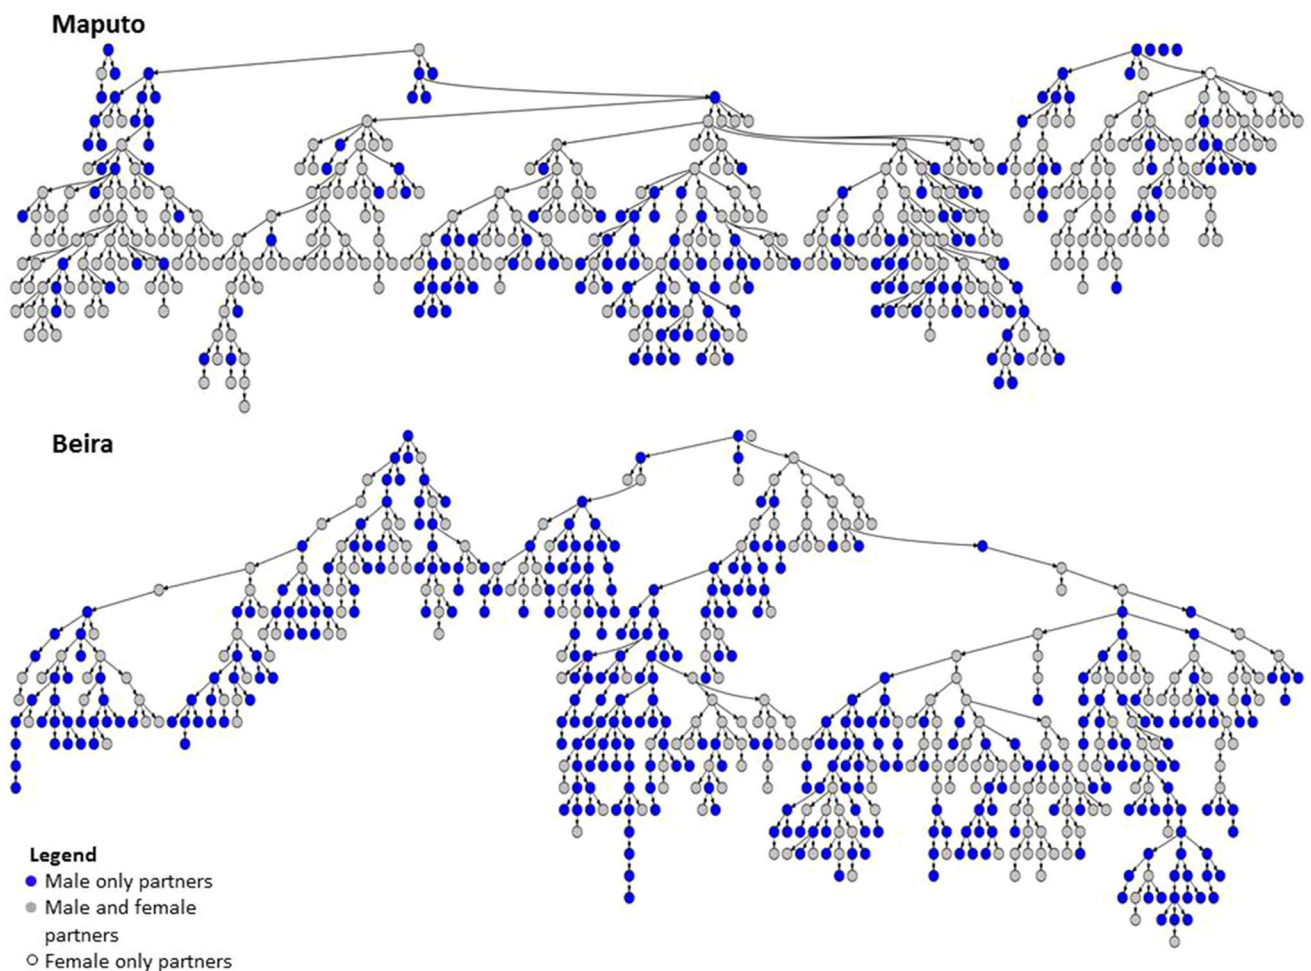 Maputo
Beira
Legend
Male only partners
Male and female
partners
Female only partners